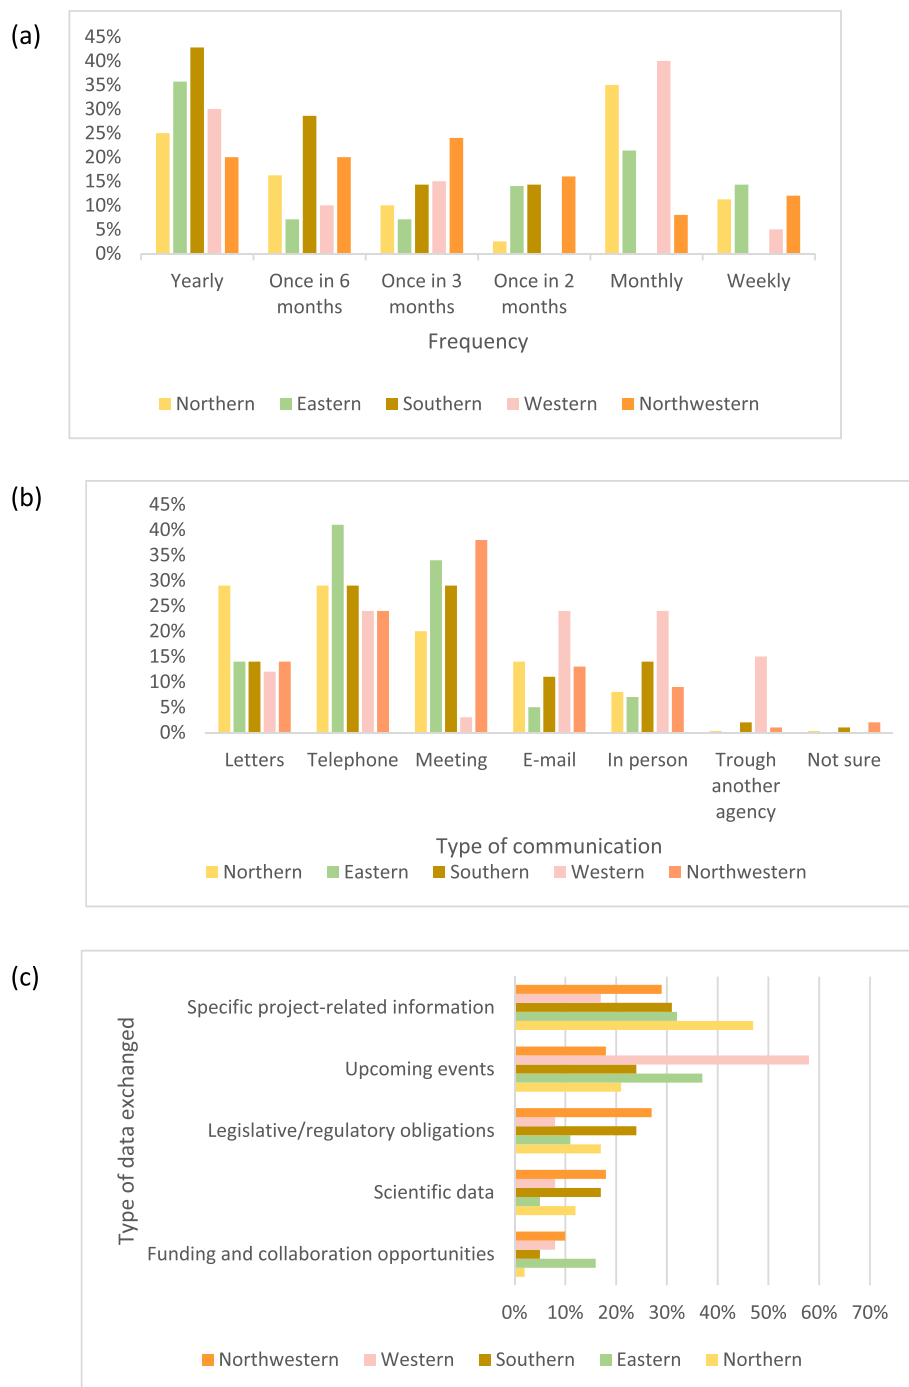 (a)
45%
40%
35%
30%
25%
20%
15%
10%
5%
0%
Yearly Once in 6 Once in 3 Once in 2 Monthly Weekly
months months months
Frequency
Northern Eastern Southern Western Northwestern
(b)
45%
40%
35%
30%
25%
20%
15%
10%
5%
0%
Letters Telephone Meeting E-mail In person Trough Not sure
another
agency
Type of communication
Northern Eastern Southern Western Northwestern
(c)
Type of data exchanged
Specific project-related information
Upcoming events
Legislative/regulatory obligations
Scientific data
Funding and collaboration opportunities
0% 10% 20% 30% 40% 50% 60% 70%
Northwestern Western Southern Eastern Northern